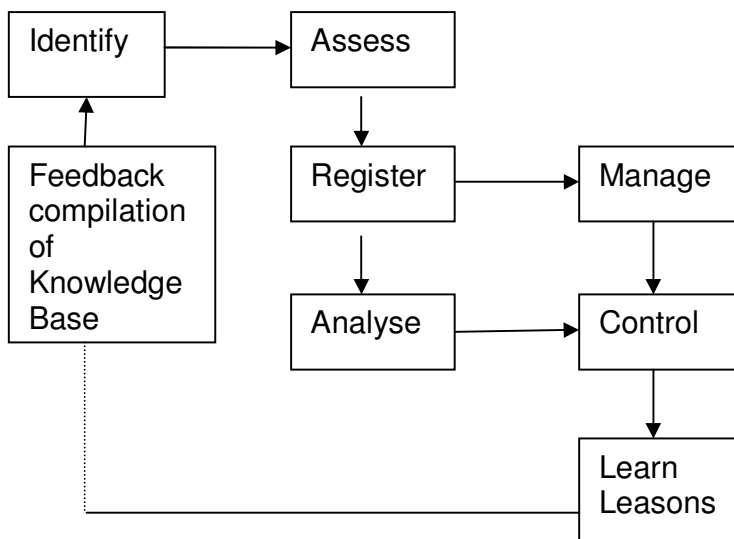 Identify
Assess
Feedback
compilation
of
Knowledge
Base
Register
Manage
Analyse
Control
Learn
Leasons